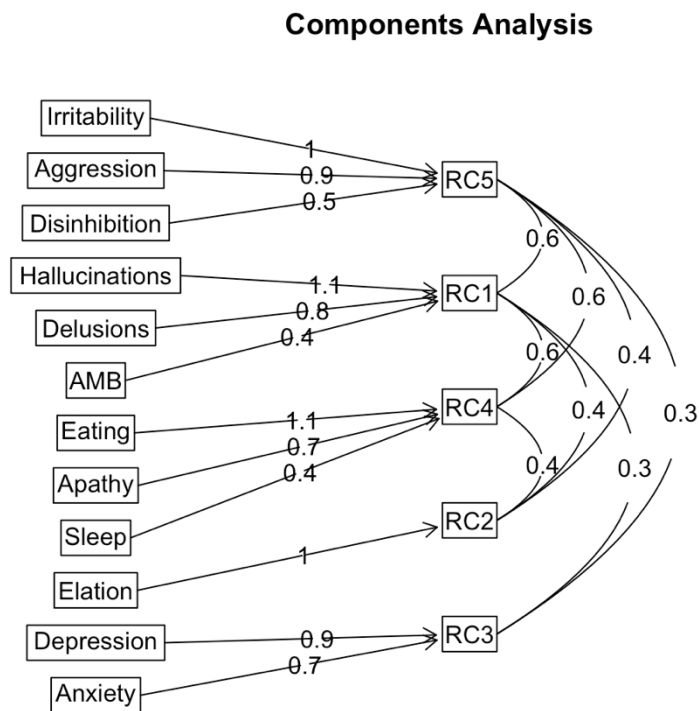 Components Analysis
Irritability
1
Aggression
0.9
RC5
Disinhibition
0.5
0.6
Hallucinations
1.1
RC1
0.6
Delusions
0.8
0.4
AMB
0.4
0.6
Eating
1.1
RC4
0.4
0.3
Apathy
0.7
Sleep
0.4
0.4
0.3
RC2
Elation
1
Depression
0.9
RC3
Anxiety
0.7